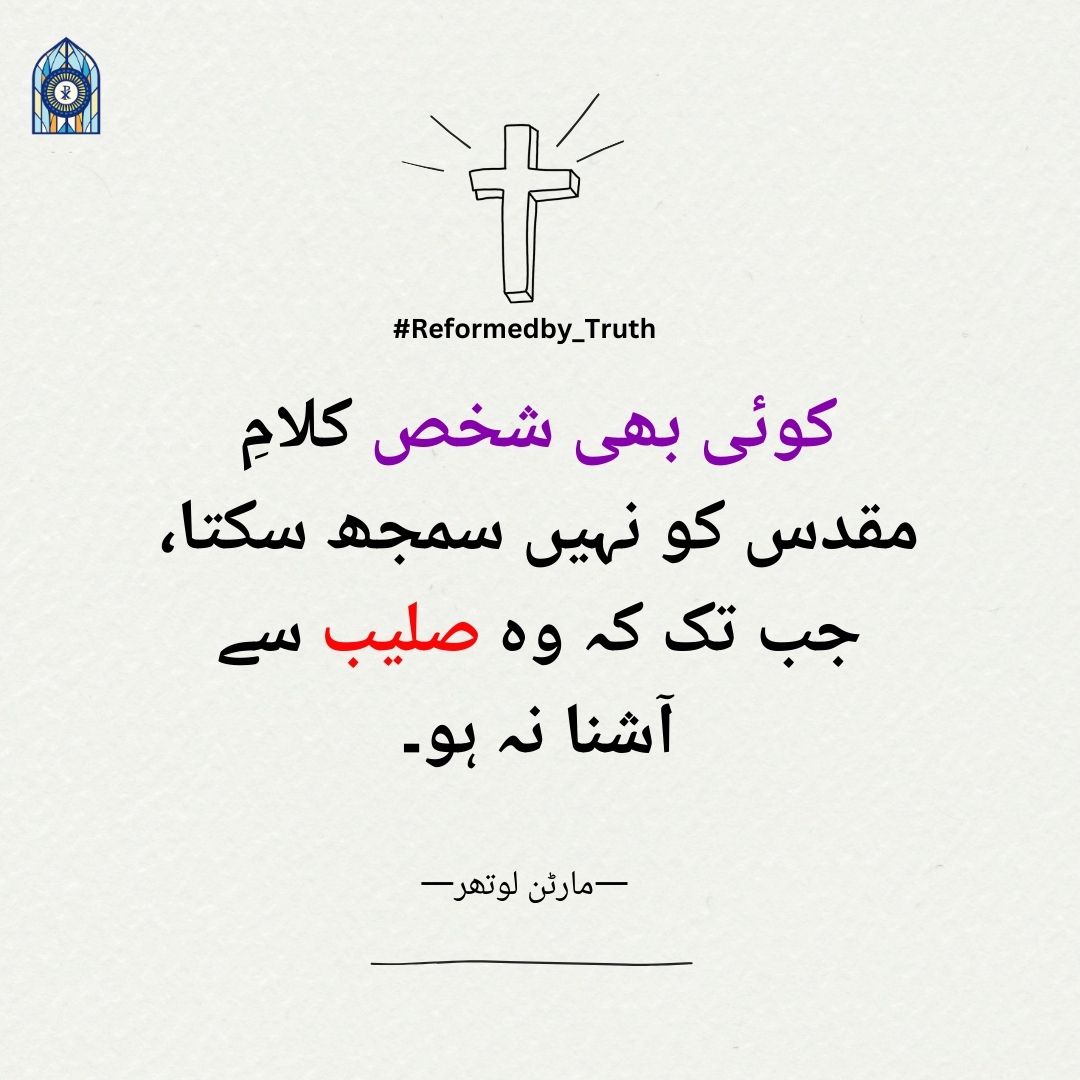 #Reformedby_Truth
کوئی بھی شخص کلامِ
مقدس کو نہیں سمجھ سکتا،
جب تک کہ وہ صلیب سے
آشنا نہ ہو۔
—مارٹن لوتھر—